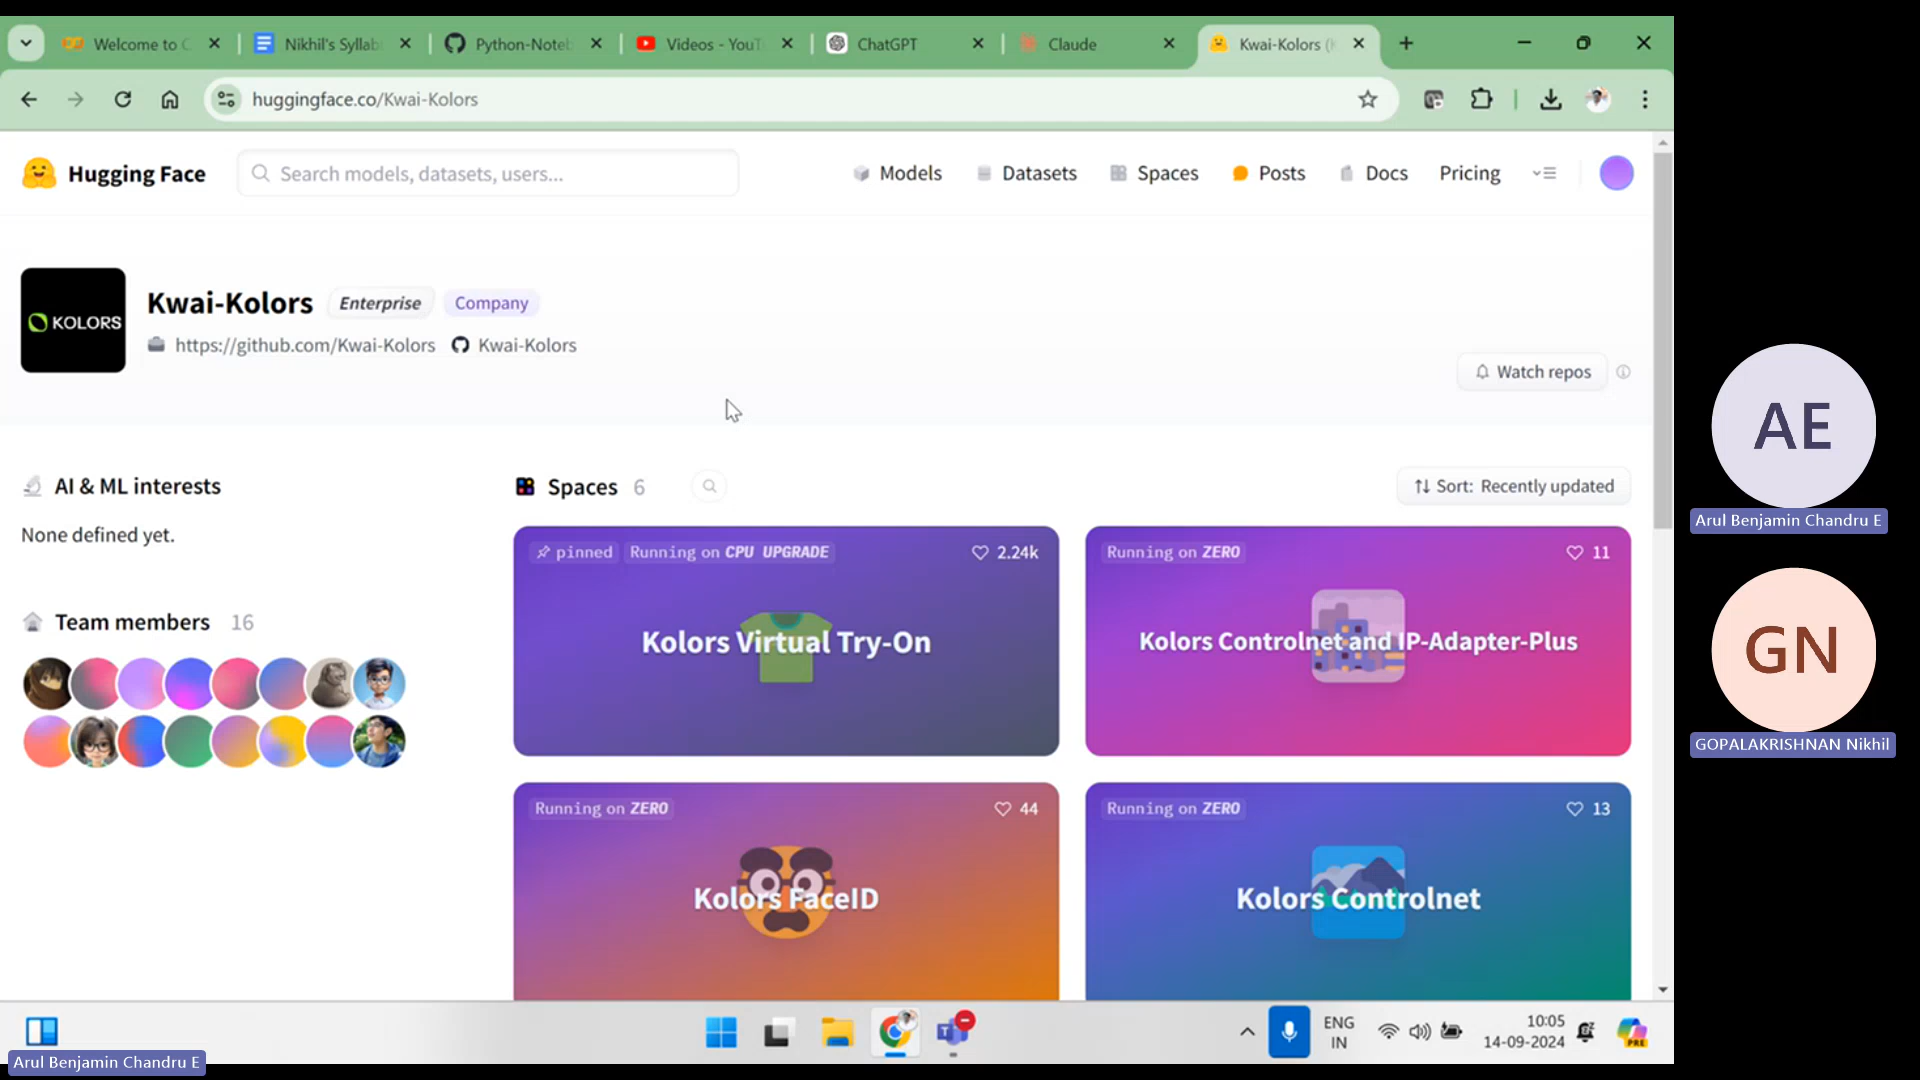 Welcome to C
Nikhil's Syllab
Python-Noteb
Videos - YouT
ChatGPT
Claude
Kwai-Kolors (K
huggingface.co/Kwai-Kolors
Hugging Face
Search models, datasets, users...
Models
Datasets
Spaces
Posts
Docs
Pricing
KOLORS
Kwai-Kolors
Enterprise
Company
https://github.com/Kwai-Kolors
Kwai-Kolors
Watch repos
AI & ML interests
None defined yet.
Team members 16
Spaces 6
Sort: Recently updated
pinned
Running on CPU UPGRADE
2.24k
Kolors Virtual Try-On
Running on ZERO
11
Kolors Controlnet and IP-Adapter-Plus
Running on ZERO
44
Kolors FaceID
Running on ZERO
13
Kolors Controlnet
ENG
IN
10:05
14-09-2024
PRE
Arul Benjamin Chandru E
AE
Arul Benjamin Chandru E
GN
GOPALAKRISHNAN Nikhil